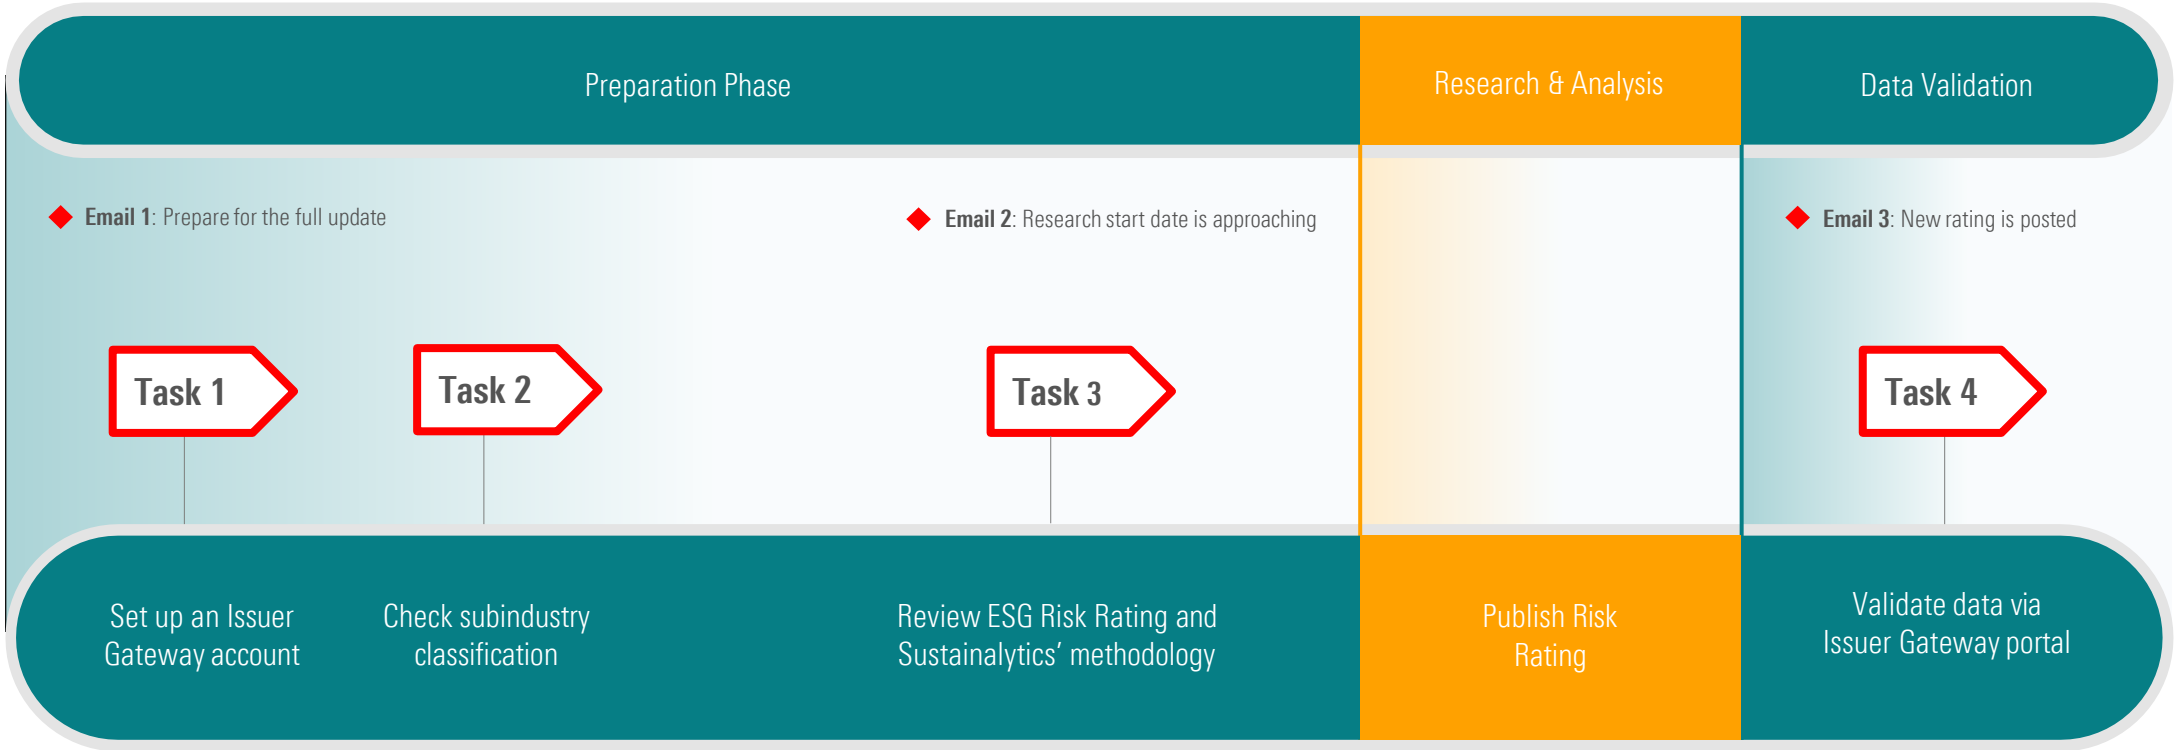 Preparation Phase
Research & Analysis
Data Validation
Email 1: Prepare for the full update
Email 2: Research start date is approaching
Email 3: New rating is posted
Task 1
Task 2
Task 3
Task 4
Set up an Issuer
Gateway account
Check subindustry
classification
Review ESG Risk Rating and
Sustainalytics’ methodology
Publish Risk
Rating
Validate data via
Issuer Gateway portal